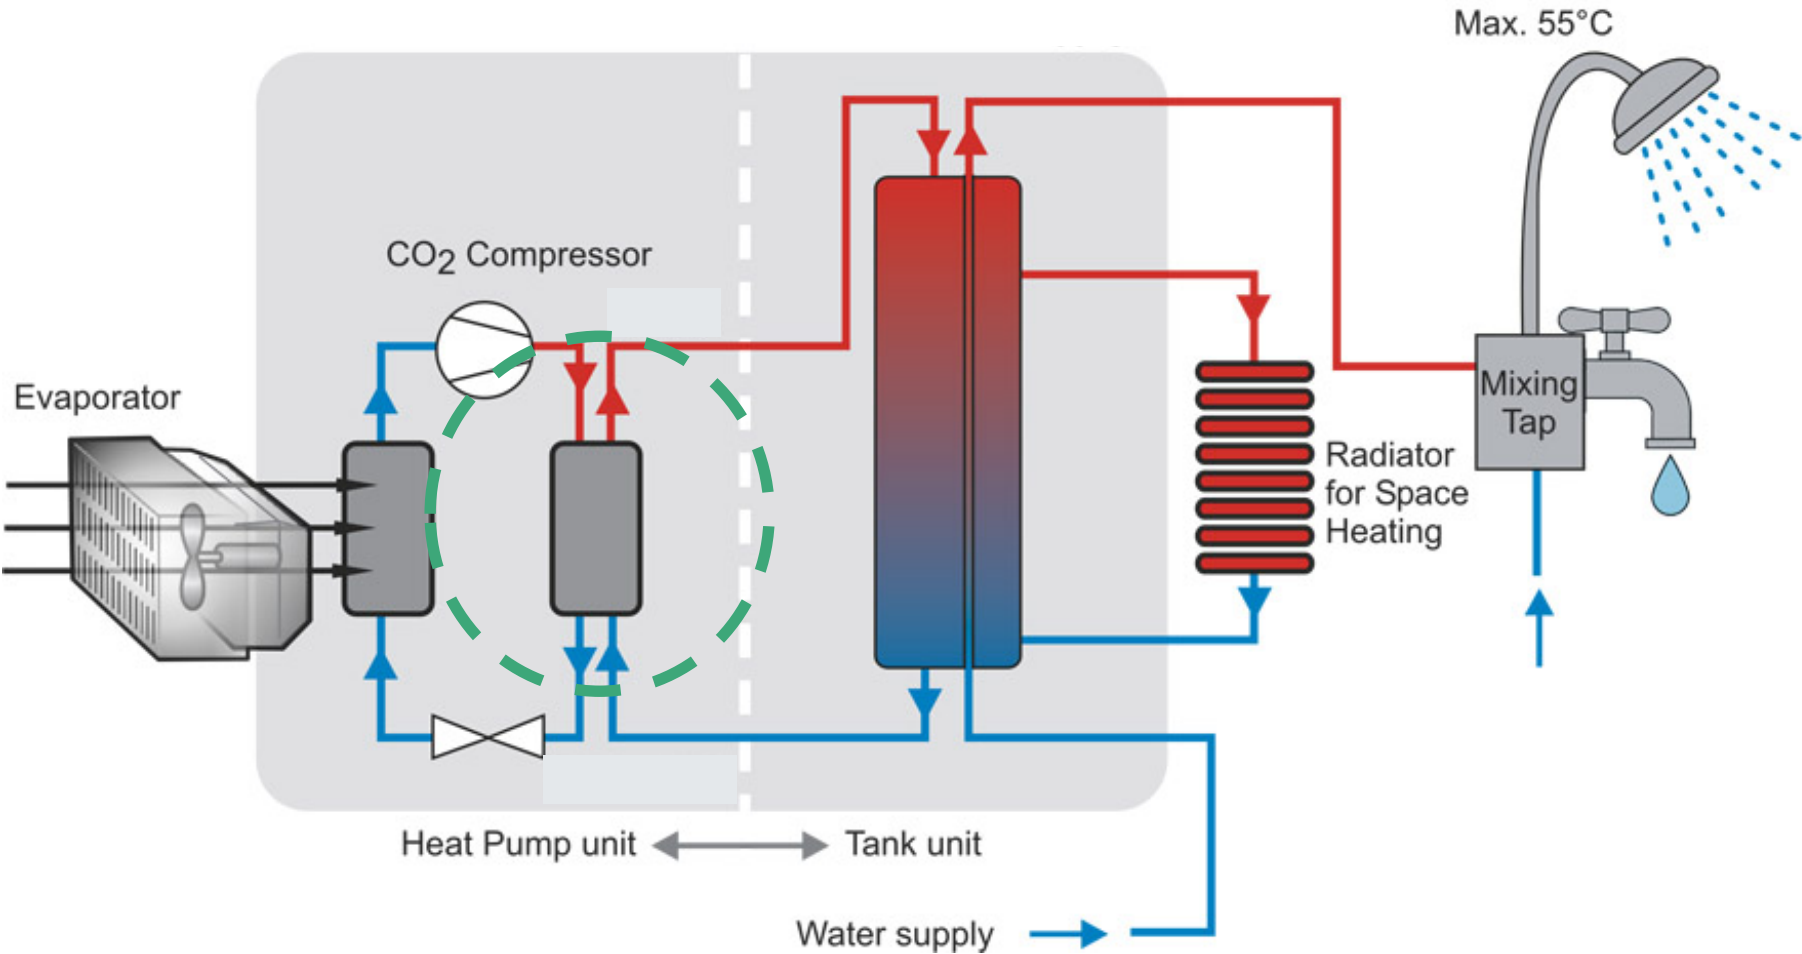 Max. 55°C
CO2 Compressor
Evaporator
Mixing
Tap
Radiator
for Space
Heating
Heat Pump unit
Tank unit
Water supply